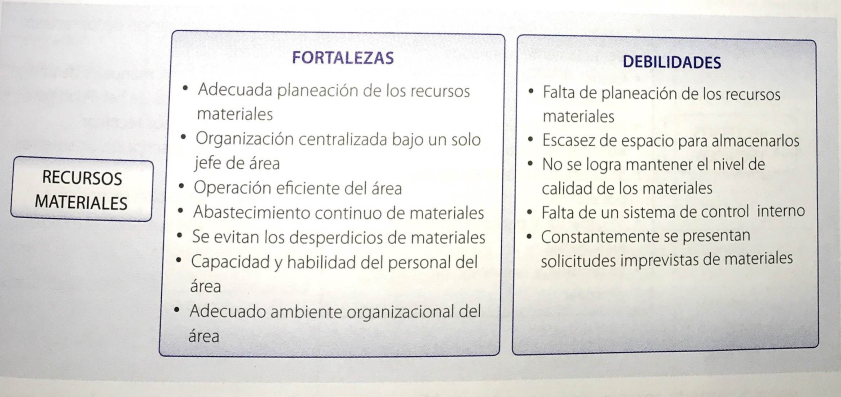 RECURSOS
MATERIALES
FORTALEZAS
• Adecuada planeación de los recursos
materiales
• Organización centralizada bajo un solo
jefe de área
• Operación eficiente del área
• Abastecimiento continuo de materiales
• Se evitan los desperdicios de materiales
• Capacidad y habilidad del personal del
área
• Adecuado ambiente organizacional del
área
DEBILIDADES
• Falta de planeación de los recursos
materiales
• Escasez de espacio para almacenarlos
• No se logra mantener el nivel de
calidad de los materiales
• Falta de un sistema de control interno
• Constantemente se presentan
solicitudes imprevistas de materiales